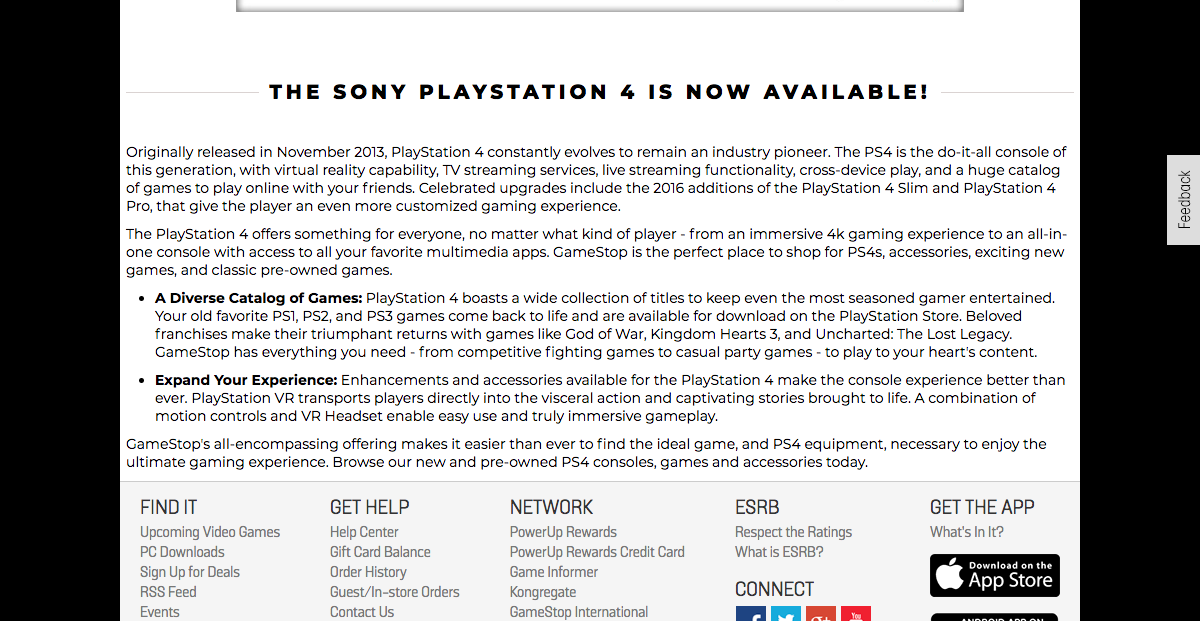 THE SONY PLAYSTATION 4 IS NOW AVAILABLE!
Originally released in November 2013, PlayStation 4 constantly evolves to remain an industry pioneer. The PS4 is the do-it-all console of
this generation, with virtual reality capability, TV streaming services, live streaming functionality, cross-device play, and a huge catalog
of games to play online with your friends. Celebrated upgrades include the 2016 additions of the PlayStation 4 Slim and PlayStation 4
Pro, that give the player an even more customized gaming experience.
The PlayStation 4 offers something for everyone, no matter what kind of player - from an immersive 4k gaming experience to an all-in-
one console with access to all your favorite multimedia apps. GameStop is the perfect place to shop for PS4s, accessories, exciting new
games, and classic pre-owned games.
• A Diverse Catalog of Games: PlayStation 4 boasts a wide collection of titles to keep even the most seasoned gamer entertained.
Your old favorite PS1, PS2, and PS3 games come back to life and are available for download on the PlayStation Store. Beloved
franchises make their triumphant returns with games like God of War, Kingdom Hearts 3, and Uncharted: The Lost Legacy.
GameStop has everything you need - from competitive fighting games to casual party games - to play to your heart's content.
• Expand Your Experience: Enhancements and accessories available for the PlayStation 4 make the console experience better than
ever. PlayStation VR transports players directly into the visceral action and captivating stories brought to life. A combination of
motion controls and VR Headset enable easy use and truly immersive gameplay.
GameStop's all-encompassing offering makes it easier than ever to find the ideal game, and PS4 equipment, necessary to enjoy the
ultimate gaming experience. Browse our new and pre-owned PS4 consoles, games and accessories today.
Feedback
FIND IT
Upcoming Video Games
PC Downloads
Sign Up for Deals
RSS Feed
Events
GET HELP
Help Center
Gift Card Balance
Order History
Guest/In-store Orders
Contact Us
NETWORK
PowerUp Rewards
PowerUp Rewards Credit Card
Game Informer
Kongregate
GameStop International
ESRB
Respect the Ratings
What is ESRB?
CONNECT
You
GET THE APP
What's In It?
Download on the
App Store
ANDROID APP ON